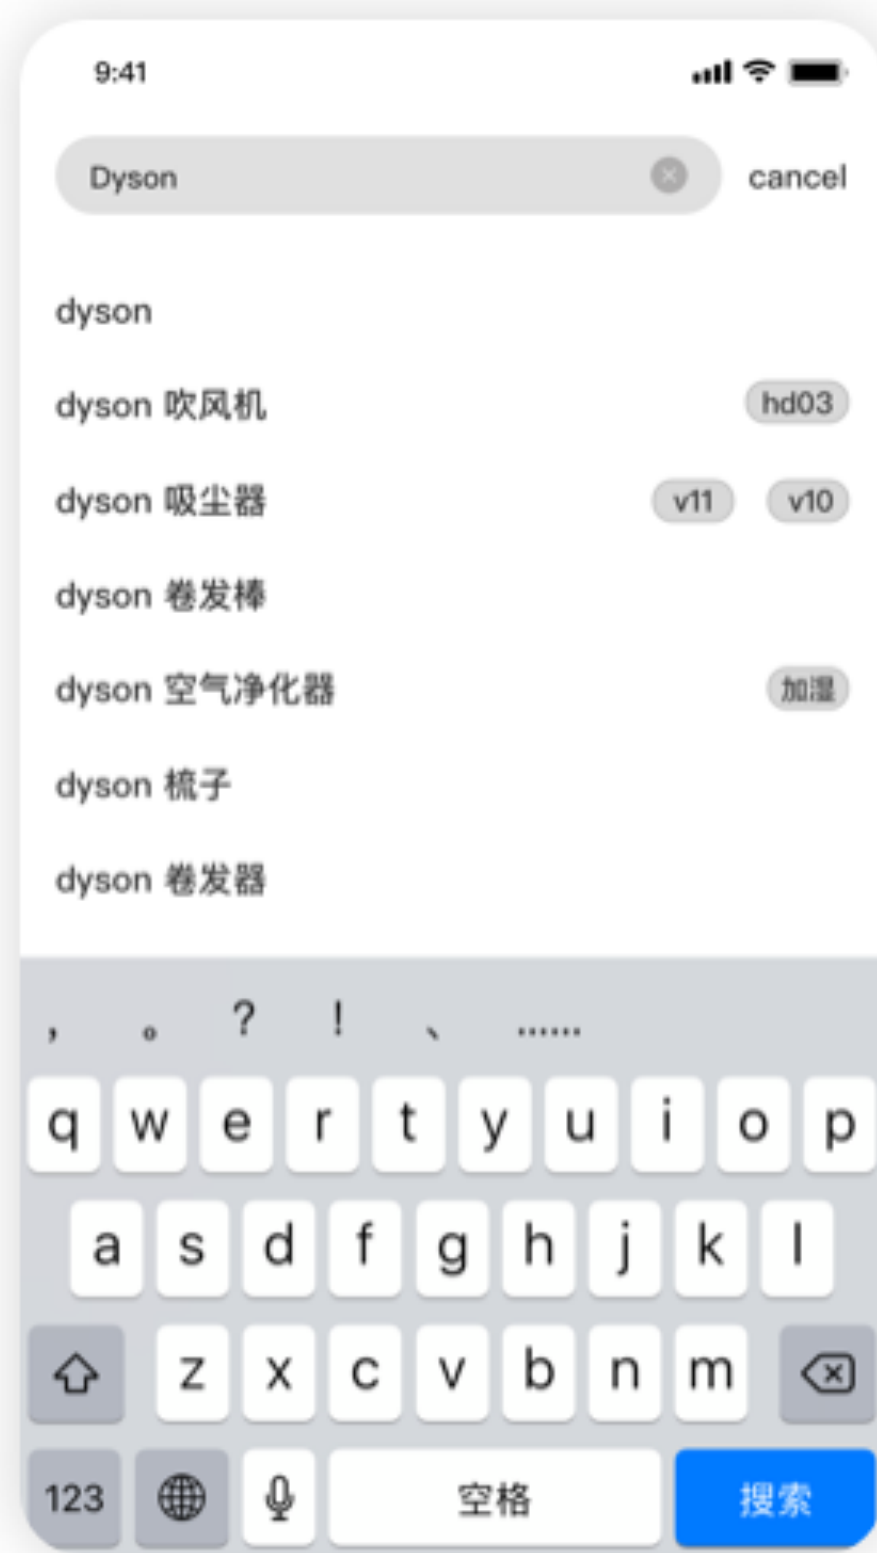 9:41
Dyson cancel
dyson
dyson 吹风机 hd03
dyson 吸尘器 v11 v10
dyson 卷发棒
dyson 空气净化器 加湿
dyson 梳子
dyson 卷发器
， 。 ? ! 、 ......
q w e r t y u i o p
a s d f g h j k l
z x c v b n m
123 空格 搜索